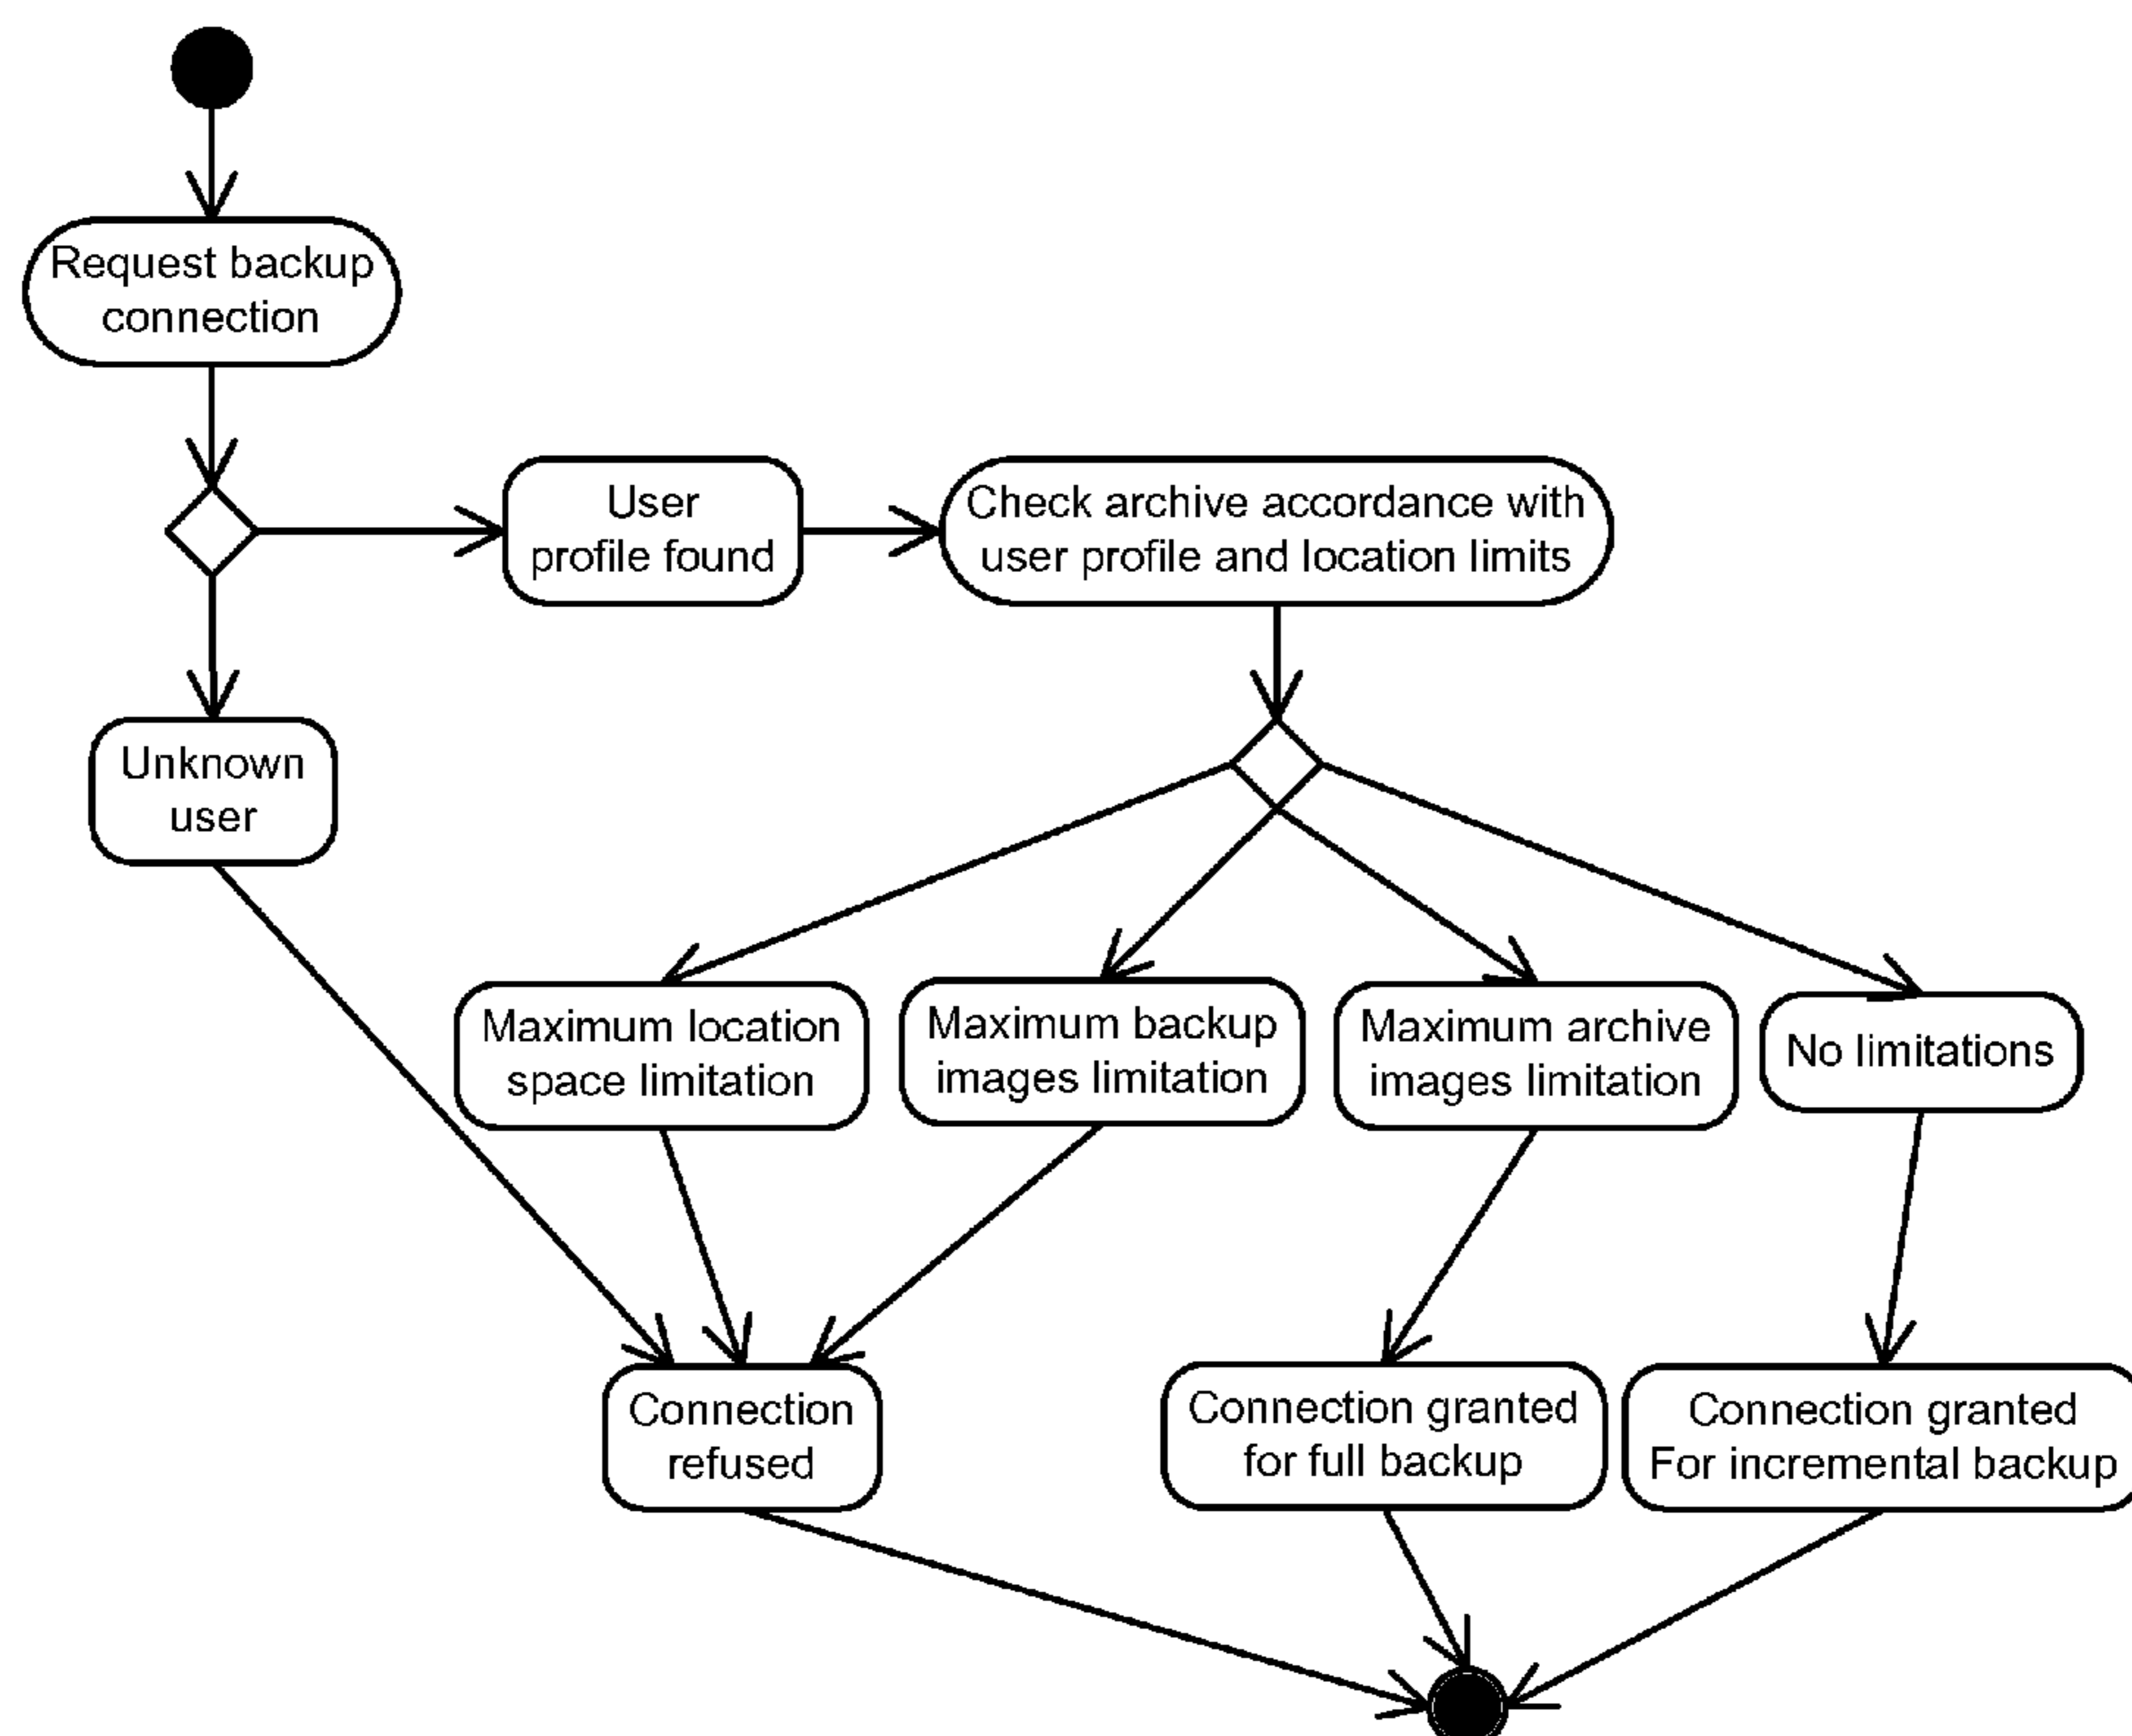 Request backup
connection
User
profile found
Check archive accordance with
user profile and location limits
Unknown
user
Maximum location
space limitation
Maximum backup
images limitation
Maximum archive
images limitation
No limitations
Connection
refused
Connection granted
for full backup
Connection granted
For incremental backup